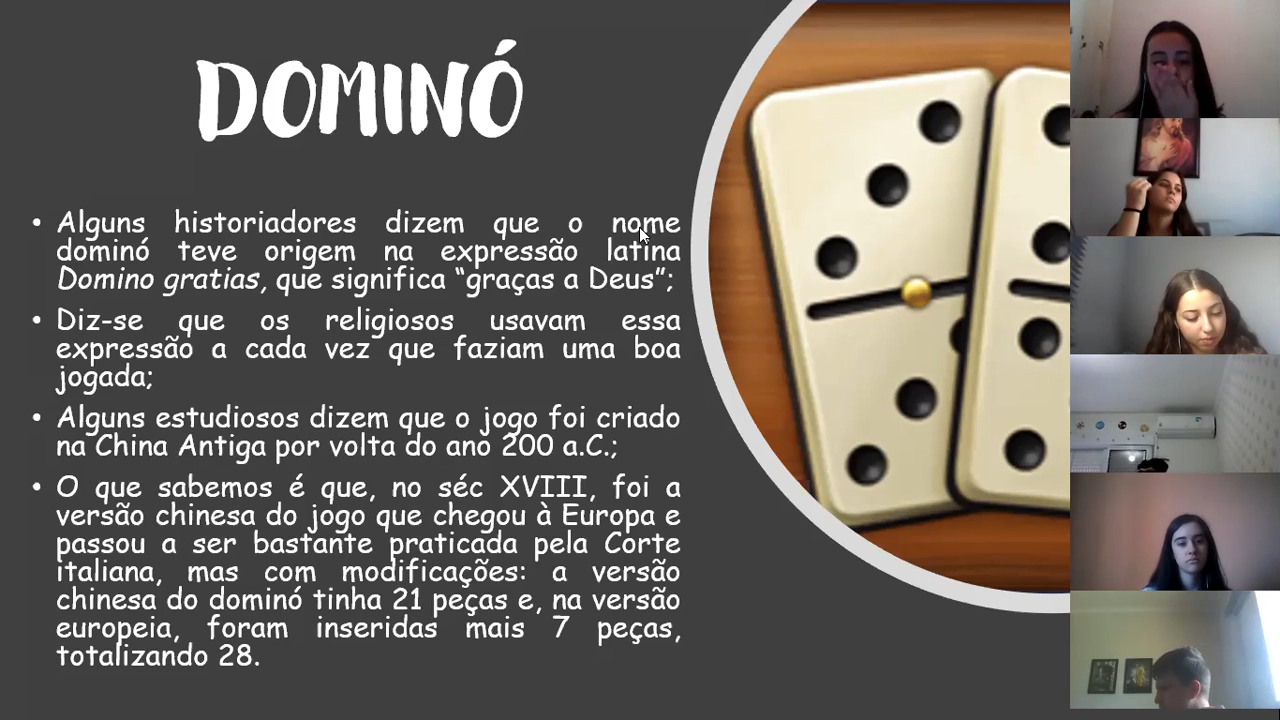 DOMINÓ
• Alguns historiadores dizem que o nome
dominó teve origem na expressão latina
Domino gratias, que significa “graças a Deus”;
• Diz-se que os religiosos usavam essa
expressão a cada vez que faziam uma boa
jogada;
• Alguns estudiosos dizem que o jogo foi criado
na China Antiga por volta do ano 200 a.C.;
• O que sabemos é que, no séc XVIII, foi a
versão chinesa do jogo que chegou à Europa e
passou a ser bastante praticada pela Corte
italiana, mas com modificações: a versão
chinesa do dominó tinha 21 peças e, na versão
europeia, foram inseridas mais 7 peças,
totalizando 28.